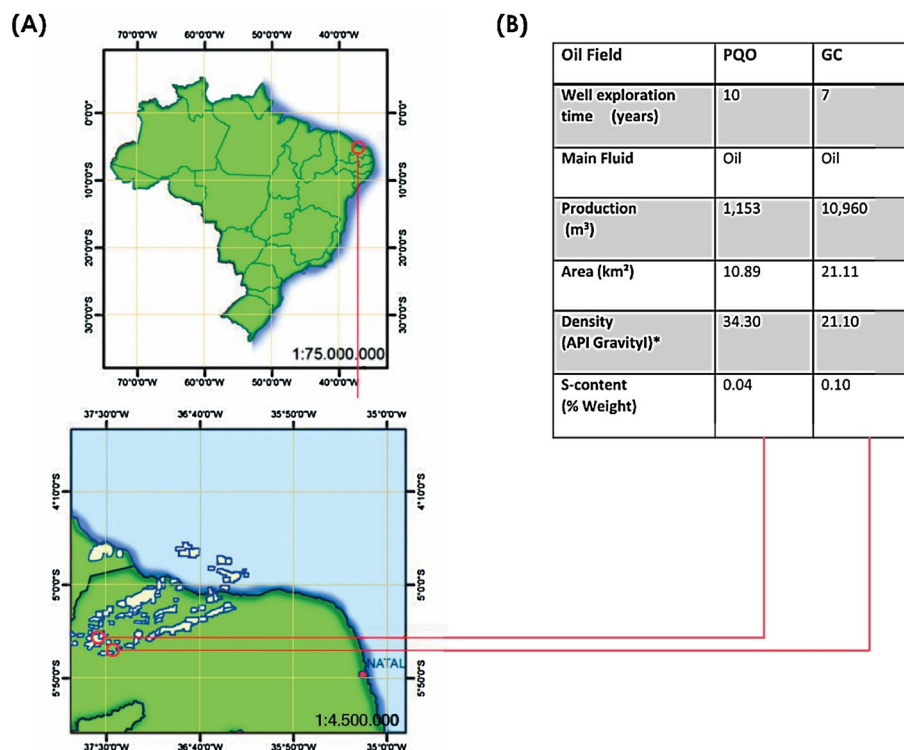 (A)
70°0'0"W 60°0'0"W 50°0'0"W 40°0'0"W
0°0'0" 0°0'0"
10°0'0"S 10°0'0"S
20°0'0"S 20°0'0"S
30°0'0"S 30°0'0"S
1:75.000.000
70°0'0"W 60°0'0"W 50°0'0"W 40°0'0"W
37°30'0"W 36°40'0"W 35°50'0"W 35°0'0"W
4°10'0"S 4°10'0"S
5°0'0"S 5°0'0"S
5°50'0"S 5°50'0"S
NATAL
1:4.500.000
37°30'0"W 36°40'0"W 35°50'0"W 35°0'0"W
(B)
Oil Field PQO GC
Well exploration 10 7
time (years)
Main Fluid Oil Oil
Production 1,153 10,960
(m³)
Area (km²) 10.89 21.11
Density 34.30 21.10
(API Gravityl)*
S-content 0.04 0.10
(% Weight)